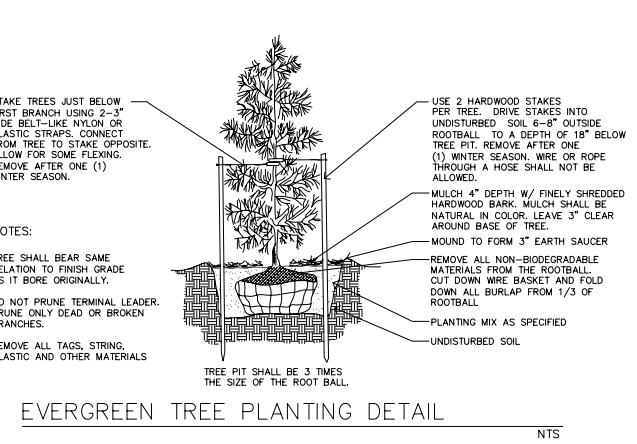 TAKE TREES JUST BELOW
RST BRANCH USING 2-3"
DE BELT-LIKE NYLON OR
LASTIC STRAPS. CONNECT
ROM TREE TO STAKE OPPOSITE.
LLOW FOR SOME FLEXING.
EMOVE AFTER ONE (1)
NTER SEASON.
OTES:
REE SHALL BEAR SAME
ELATION TO FINISH GRADE
S IT BORE ORIGINALLY.
O NOT PRUNE TERMINAL LEADER.
RUNE ONLY DEAD OR BROKEN
RANCHES.
EMOVE ALL TAGS, STRING,
LASTIC AND OTHER MATERIALS
USE 2 HARDWOOD STAKES
PER TREE. DRIVE STAKES INTO
UNDISTURBED SOIL 6-8" OUTSIDE
ROOTBALL TO A DEPTH OF 18" BELOW
TREE PIT. REMOVE AFTER ONE
(1) WINTER SEASON. WIRE OR ROPE
THROUGH A HOSE SHALL NOT BE
ALLOWED.
MULCH 4" DEPTH W/ FINELY SHREDDED
HARDWOOD BARK. MULCH SHALL BE
NATURAL IN COLOR. LEAVE 3" CLEAR
AROUND BASE OF TREE.
MOUND TO FORM 3" EARTH SAUCER
REMOVE ALL NON-BIODEGRADABLE
MATERIALS FROM THE ROOTBALL.
CUT DOWN WIRE BASKET AND FOLD
DOWN ALL BURLAP FROM 1/3 OF
ROOTBALL
PLANTING MIX AS SPECIFIED
UNDISTURBED SOIL
TREE PIT SHALL BE 3 TIMES
THE SIZE OF THE ROOT BALL.
EVERGREEN TREE PLANTING DETAIL
NTS